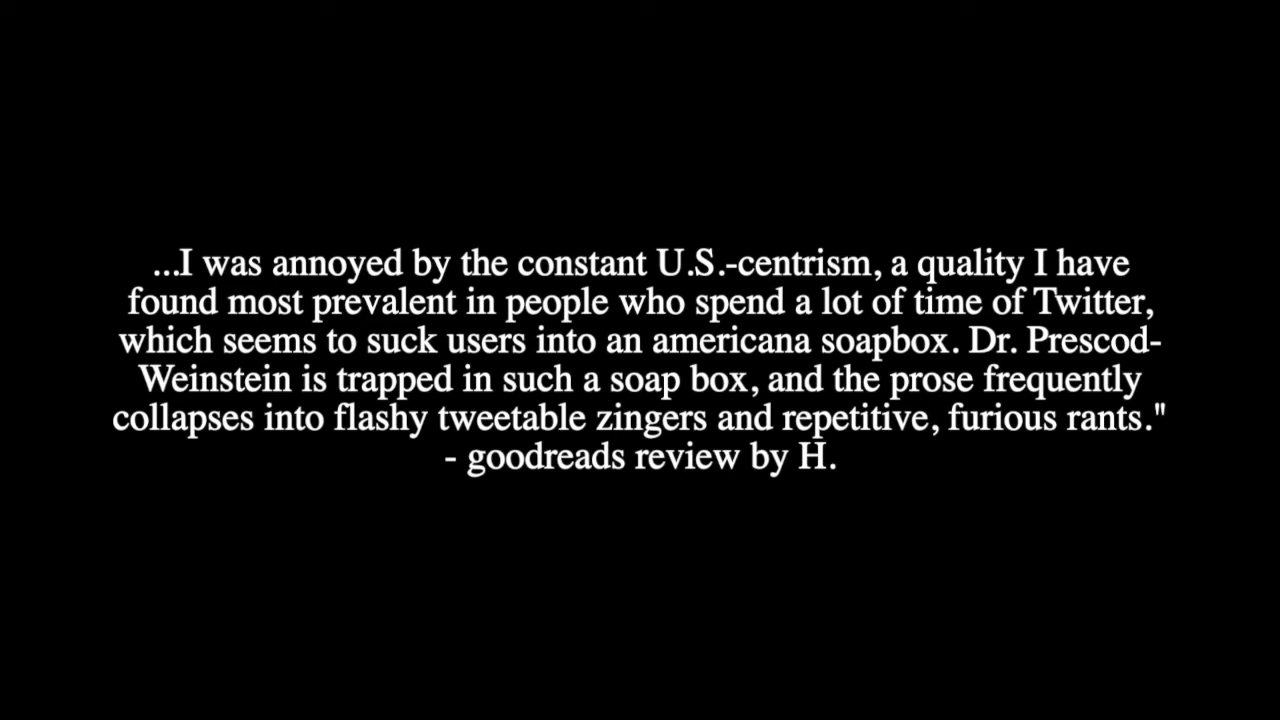 ...I was annoyed by the constant U.S.-centrism, a quality I have
found most prevalent in people who spend a lot of time of Twitter,
which seems to suck users into an americana soapbox. Dr. Prescod-
Weinstein is trapped in such a soap box, and the prose frequently
collapses into flashy tweetable zingers and repetitive, furious rants."
- goodreads review by H.